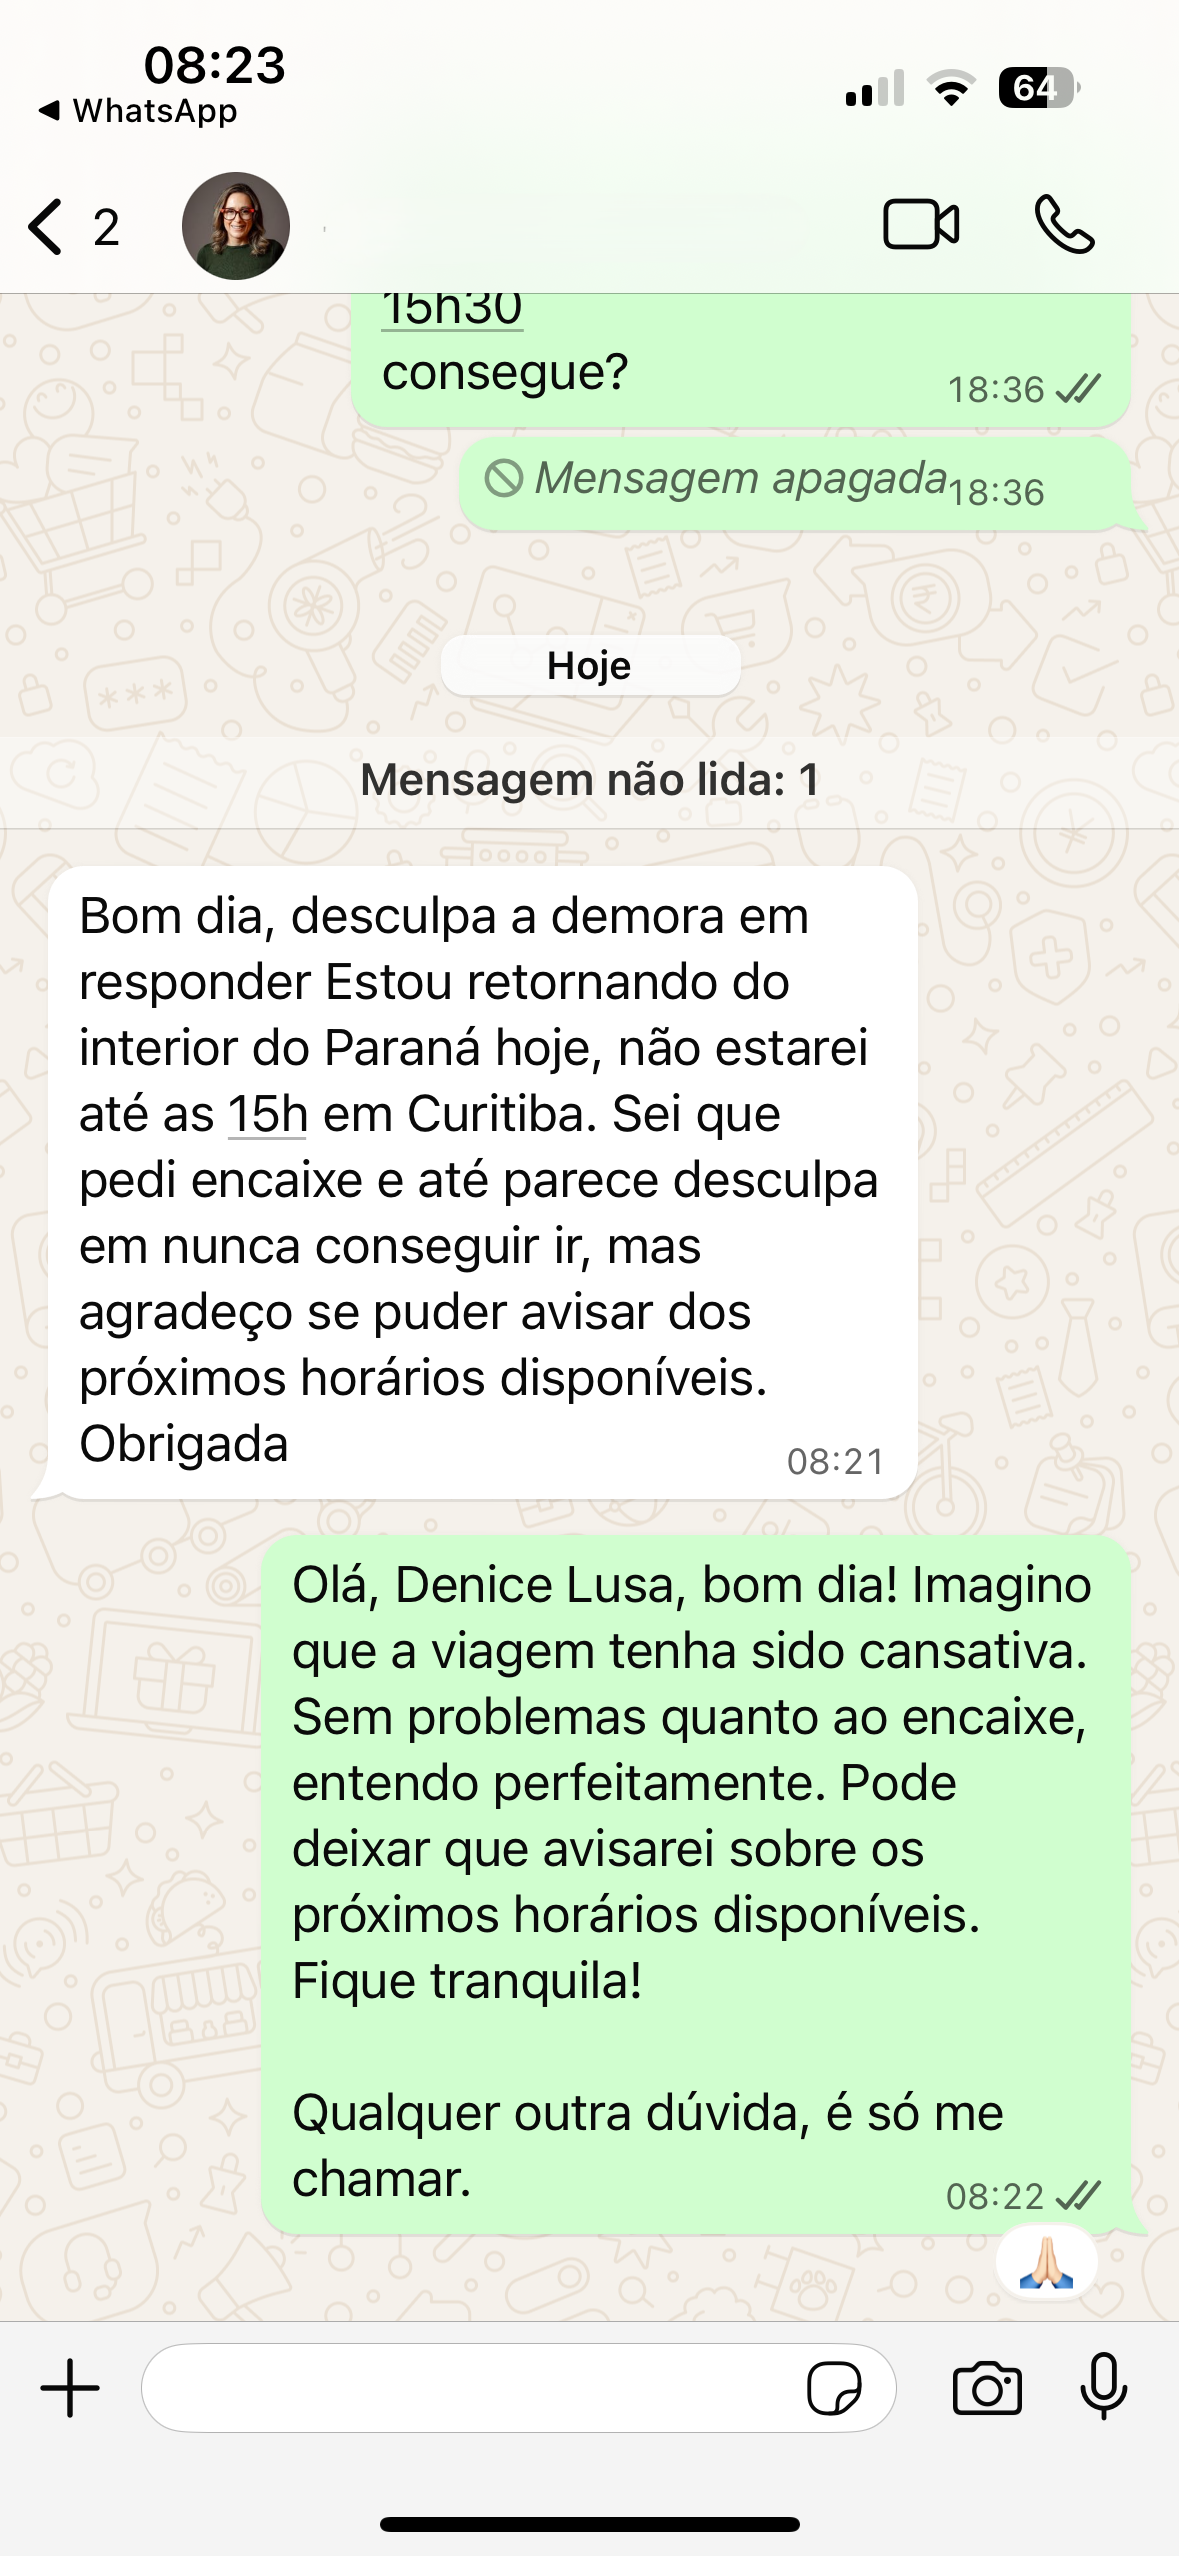 08:23
WhatsApp
64
2
15h30
consegue?
18:36
Mensagem apagada
18:36
Hoje
Mensagem não lida: 1
Bom dia, desculpa a demora em
responder Estou retornando do
interior do Paraná hoje, não estarei
até as 15h em Curitiba. Sei que
pedi encaixe e até parece desculpa
em nunca conseguir ir, mas
agradeço se puder avisar dos
próximos horários disponíveis.
Obrigada
08:21
Olá, Denice Lusa, bom dia! Imagino
que a viagem tenha sido cansativa.
Sem problemas quanto ao encaixe,
entendo perfeitamente. Pode
deixar que avisarei sobre os
próximos horários disponíveis.
Fique tranquila!
Qualquer outra dúvida, é só me
chamar.
08:22